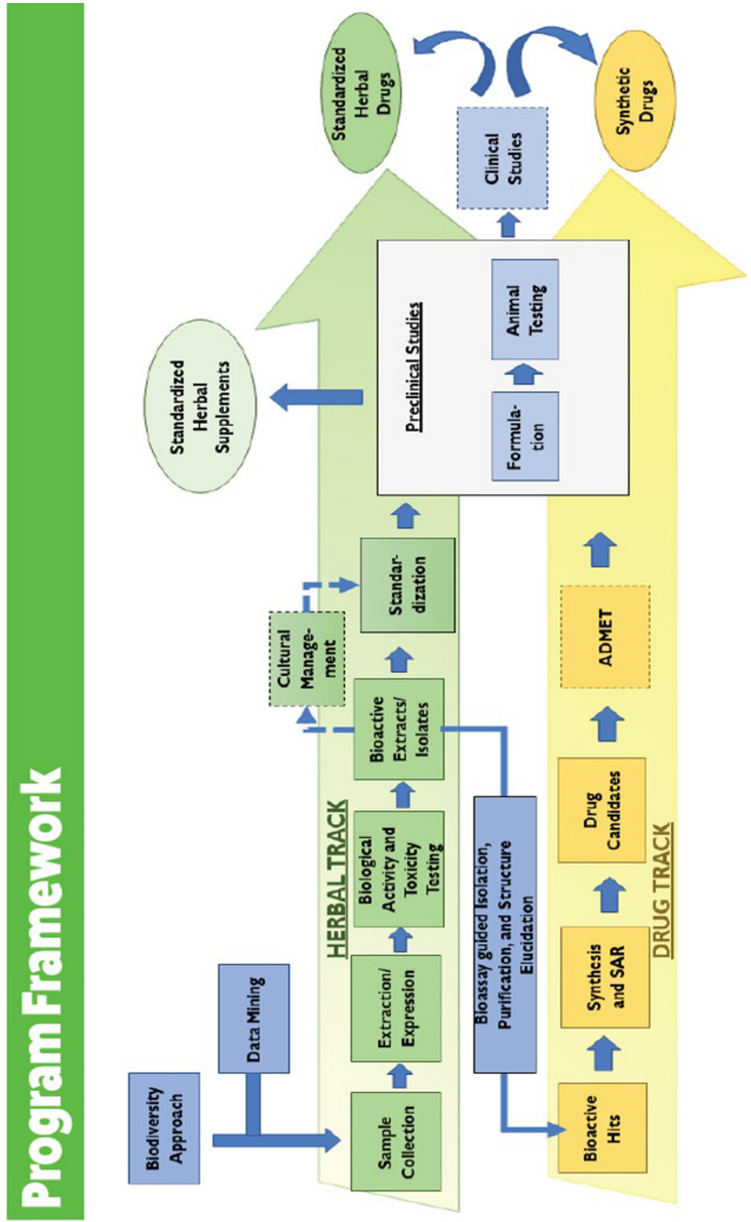 Program Framework
Biodiversity
Approach
Data Mining
Standardized
Herbal
Supplements
Standardized
Herbal
Drugs
HERBAL TRACK
Sample
Collection
Extraction/
Expression
Biological
Activity and
Toxicity
Testing
Bioactive
Extracts/
Isolates
Cultural
Manage-
ment
Standar-
dization
Preclinical Studies
Formula-
tion
Animal
Testing
Clinical
Studies
Bioassay guided Isolation,
Purification, and Structure
Elucidation
DRUG TRACK
Bioactive
Hits
Synthesis
and SAR
Drug
Candidates
ADMET
Synthetic
Drugs